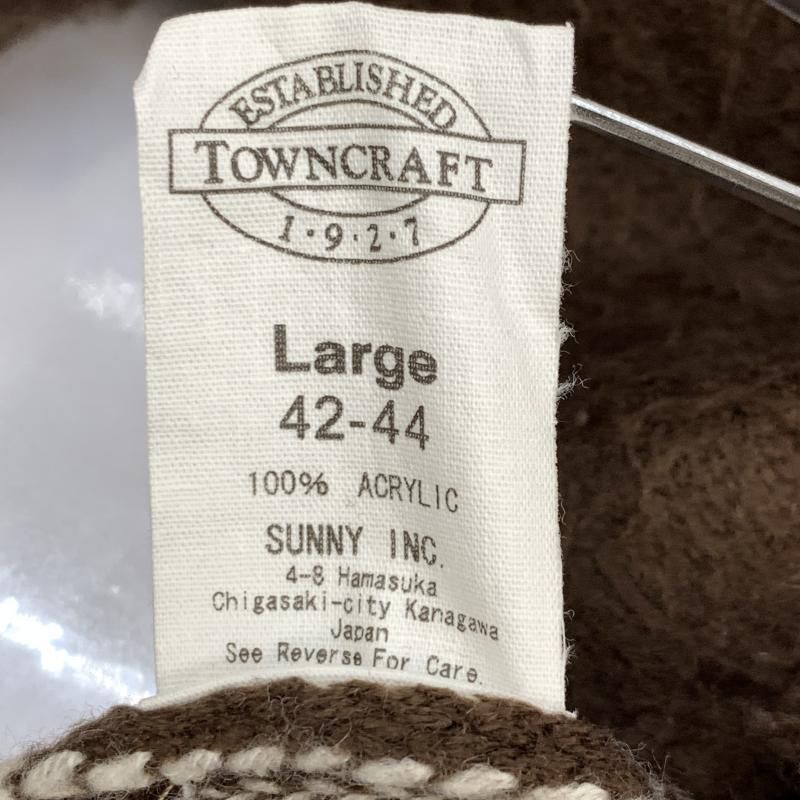 ESTABLISHED
TOWNCRAFT
1·9·2·7
Large
42-44
100% ACRYLIC
SUNNY INC.
4-8 Hamasuka
Chigasaki-city Kanagawa
Japan
See Reverse For Care.